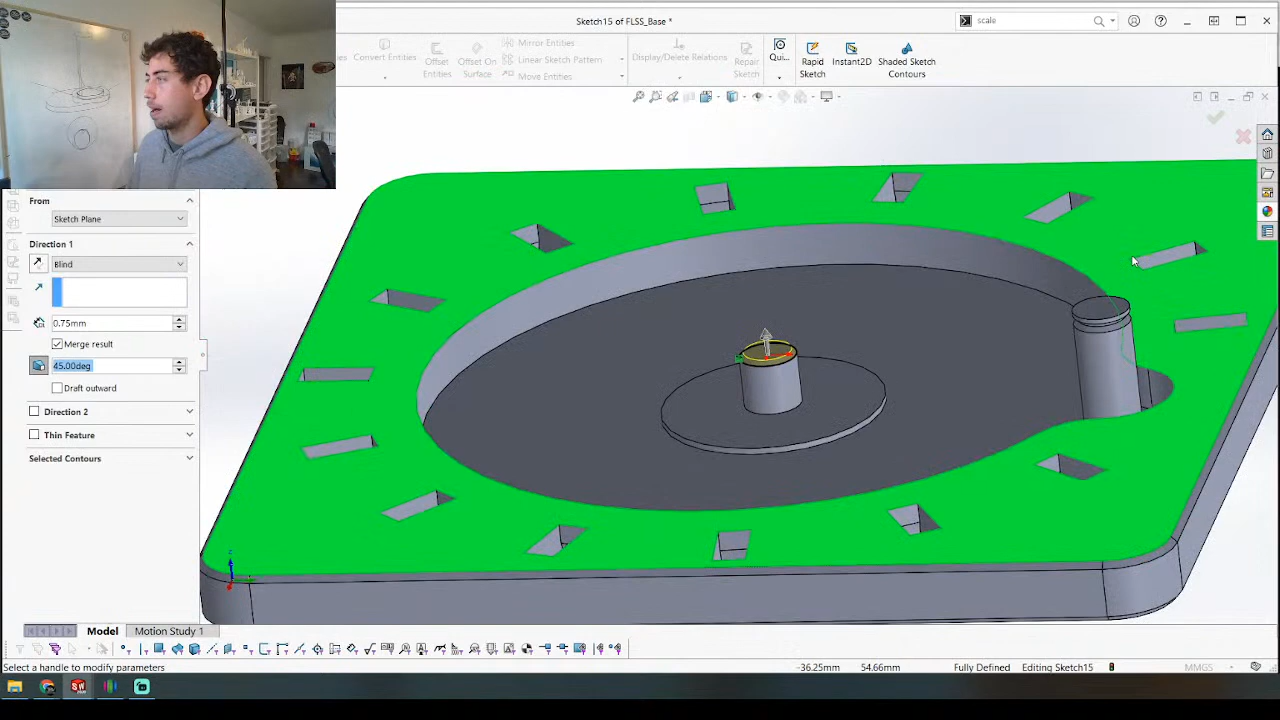 Sketch15 of FLSS_Base *
scale
Convert Entities
Offset Entities
Offset On Surface
Mirror Entities
Linear Sketch Pattern
Move Entities
Display/Delete Relations
Repair Sketch
Qui...
Rapid Sketch
Instant2D
Shaded Sketch Contours
From
Sketch Plane
Direction 1
Blind
0.75mm
Merge result
45.00deg
Draft outward
Direction 2
Thin Feature
Selected Contours
Model
Motion Study 1
Select a handle to modify parameters
-36.25mm
54.66mm
Fully Defined
Editing Sketch15
MMGS